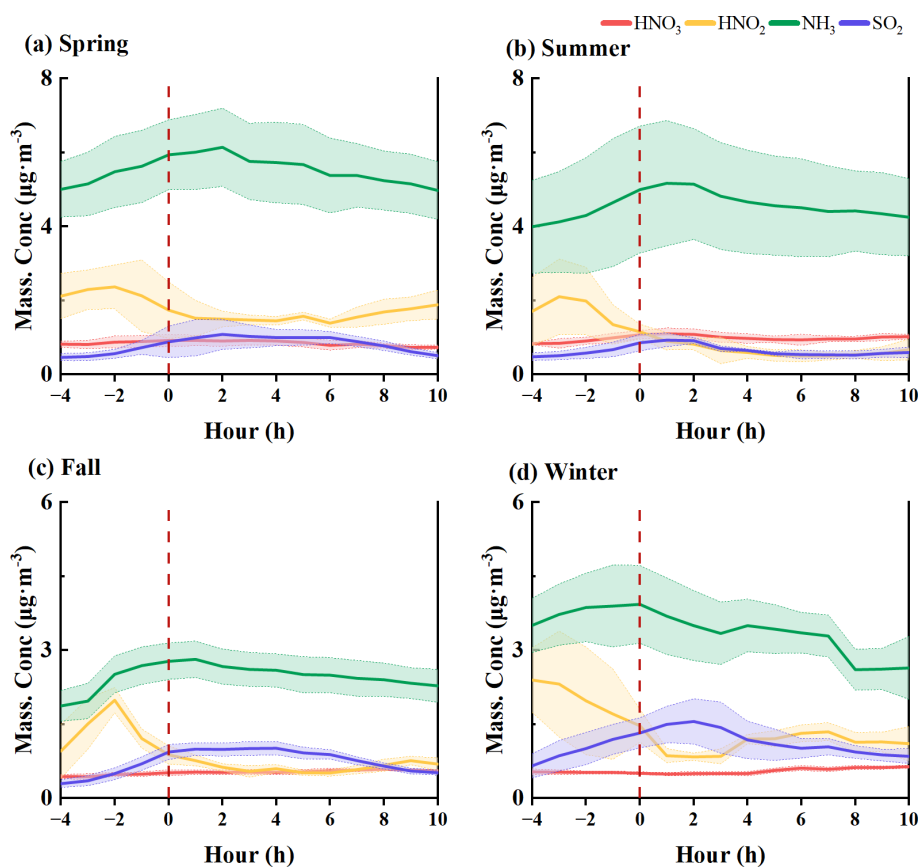 HNO₃ HNO₂ NH₃ SO₂
(a) Spring
8
4
0
Mass. Conc (μg·m⁻³)
−4 −2 0 2 4 6 8 10
Hour (h)
(b) Summer
8
4
0
Mass. Conc (μg·m⁻³)
−4 −2 0 2 4 6 8 10
Hour (h)
(c) Fall
6
3
0
Mass. Conc (μg·m⁻³)
−4 −2 0 2 4 6 8 10
Hour (h)
(d) Winter
6
3
0
Mass. Conc (μg·m⁻³)
−4 −2 0 2 4 6 8 10
Hour (h)